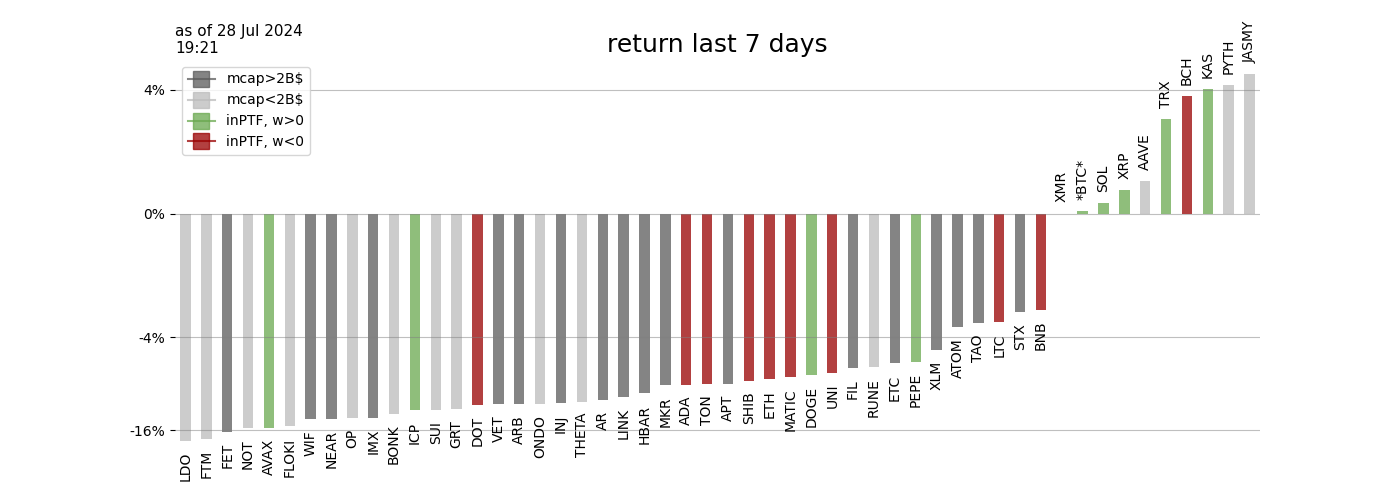 as of 28 Jul 2024
19:21
return last 7 days
mcap>2B$
mcap<2B$
inPTF, w>0
inPTF, w<0
4%
0%
-4%
-16%
LDO
FTM
FET
NOT
AVAX
FLOKI
WIF
NEAR
OP
IMX
BONK
ICP
SUI
GRT
DOT
VET
ARB
ONDO
INJ
THETA
AR
LINK
HBAR
MKR
ADA
TON
APT
SHIB
ETH
MATIC
DOGE
UNI
FIL
RUNE
ETC
PEPE
XLM
ATOM
TAO
LTC
STX
BNB
XMR
*BTC*
SOL
XRP
AAVE
TRX
BCH
KAS
PYTH
JASMY